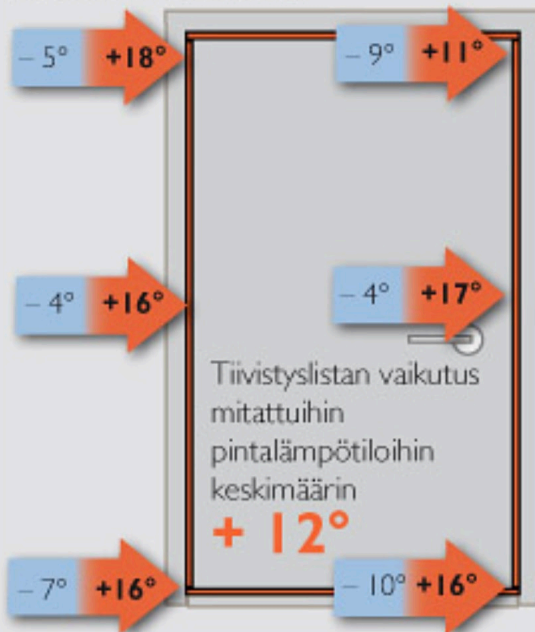 – 5° +18°
– 9° +11°
– 4° +16°
– 4° +17°
Tiivistyslistan vaikutus
mitattuihin
pintalämpötiloihin
keskimäärin
+ 12°
– 7° +16°
– 10° +16°